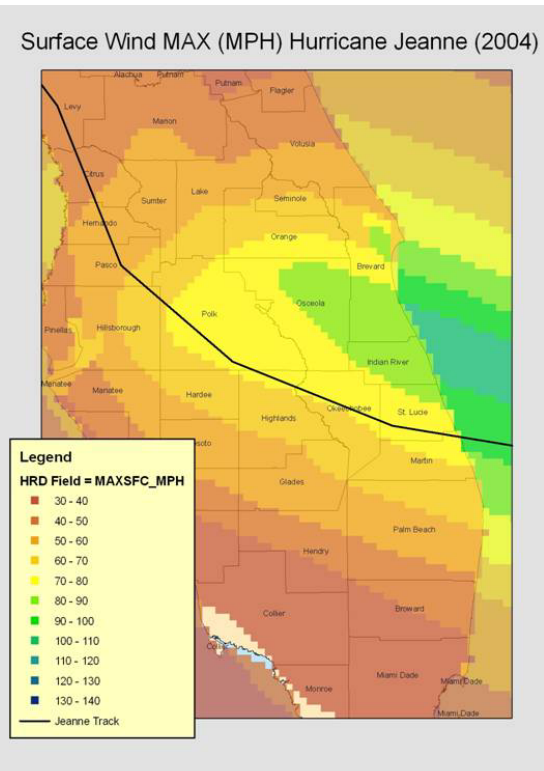 Surface Wind MAX (MPH) Hurricane Jeanne (2004)
Alachua Putnam
Putnam
Levy
Flagler
Marion
Volusia
Citrus
Lake
Sumter
Seminole
Hernando
Orange
Pasco
Brevard
Osceola
Polk
Pinellas
Hillsborough
Indian River
Manatee
Manatee
Hardee
Okeechobee
St. Lucie
Highlands
soto
Martin
Glades
Palm Beach
Hendry
Collier
Broward
Miami Dade
Miami Dade
Monroe
Miami Dade
Legend
HRD Field = MAXSFC_MPH
30 - 40
40 - 50
50 - 60
60 - 70
70 - 80
80 - 90
90 - 100
100 - 110
110 - 120
120 - 130
130 - 140
Jeanne Track